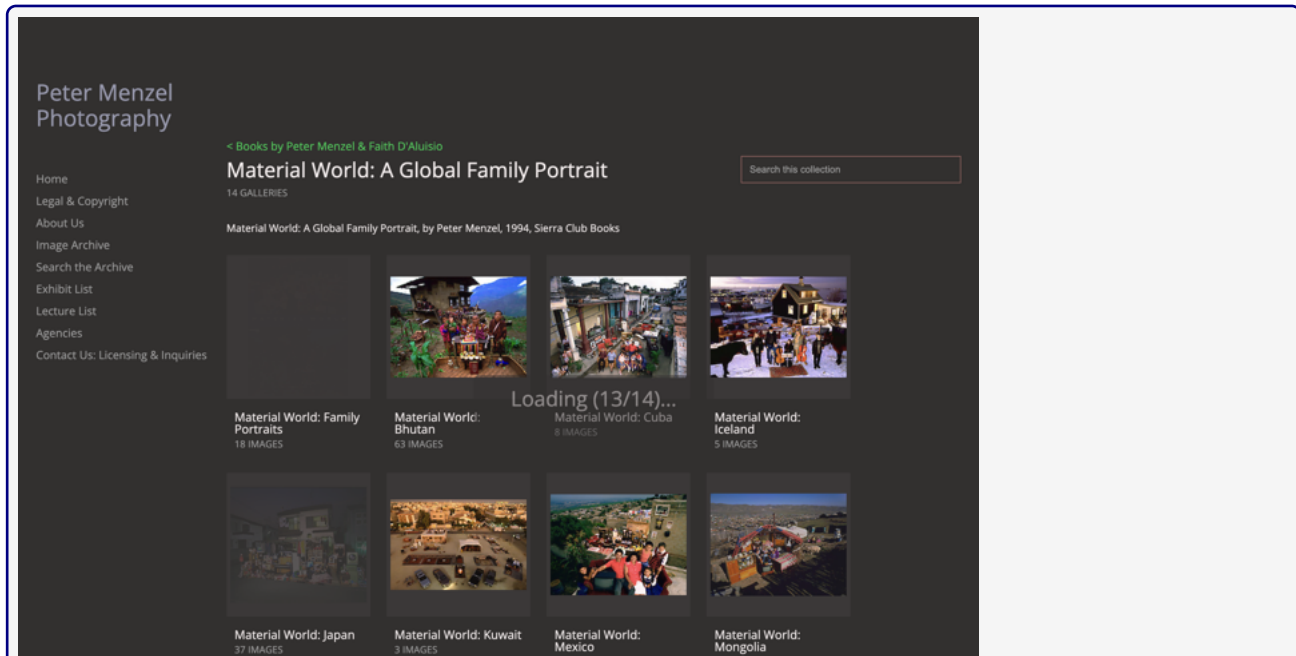 Peter Menzel
Photography
Home
Legal & Copyright
About Us
Image Archive
Search the Archive
Exhibit List
Lecture List
Agencies
Contact Us: Licensing & Inquiries
< Books by Peter Menzel & Faith D'Aluisio
Material World: A Global Family Portrait
14 GALLERIES
Search this collection
Material World: A Global Family Portrait, by Peter Menzel, 1994, Sierra Club Books
Loading (13/14)...
Material World: Family
Portraits
18 IMAGES
Material World:
Bhutan
63 IMAGES
Material World: Cuba
8 IMAGES
Material World:
Iceland
5 IMAGES
Material World: Japan
37 IMAGES
Material World: Kuwait
3 IMAGES
Material World:
Mexico
Material World:
Mongolia